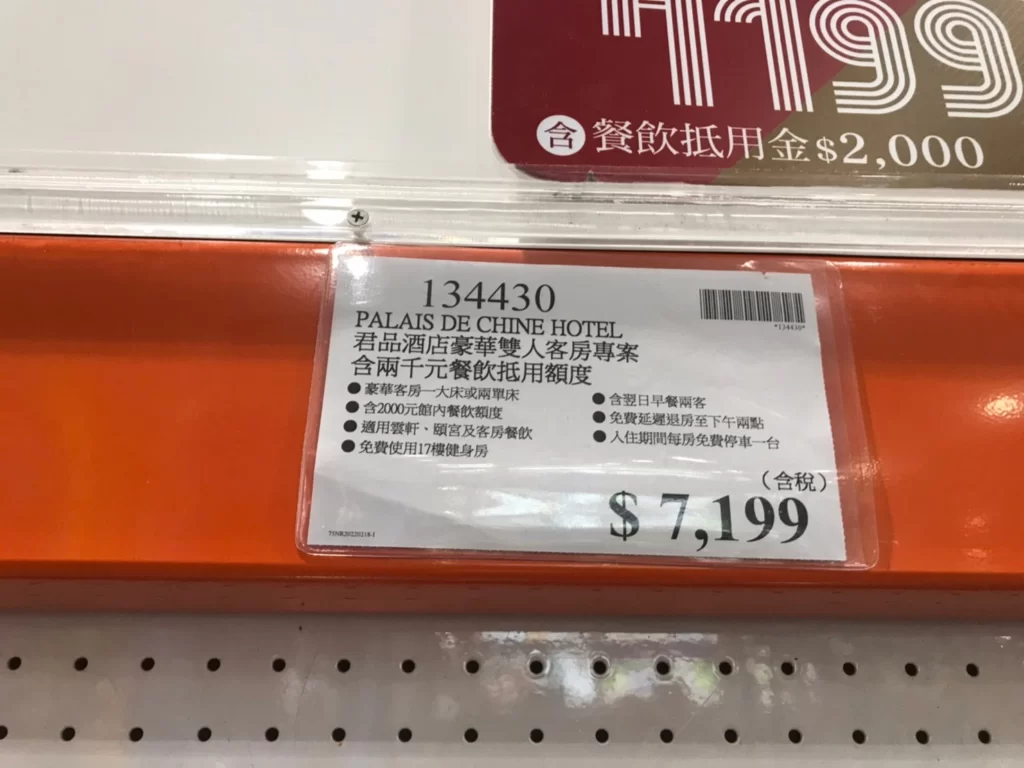 7199
含 餐飲抵用金$2,000
134430
*134430*
PALAIS DE CHINE HOTEL
君品酒店豪華雙人客房專案
含兩千元餐飲抵用額度
● 豪華客房一大床或兩單床
● 含2000元館內餐飲額度
● 適用雲軒、頤宮及客房餐飲
● 免費使用17樓健身房
● 含翌日早餐兩客
● 免費延遲退房至下午兩點
● 入住期間每房免費停車一台
(含稅)
$ 7,199
75NR20220218-1